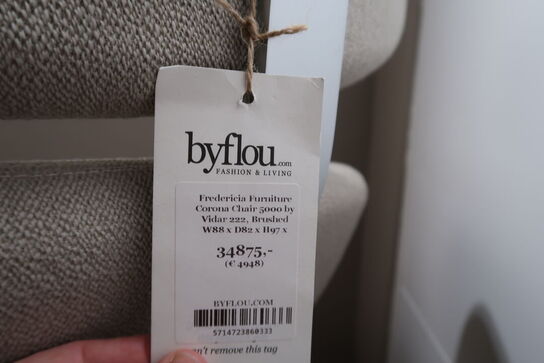 byflou.com
FASHION & LIVING
Fredericia Furniture
Corona Chair 5000 by
Vidar 222, Brushed
W88 x D82 x H97 x
34875,-
(€ 4948)
BYFLOU.COM
5714723860333
n't remove this tag